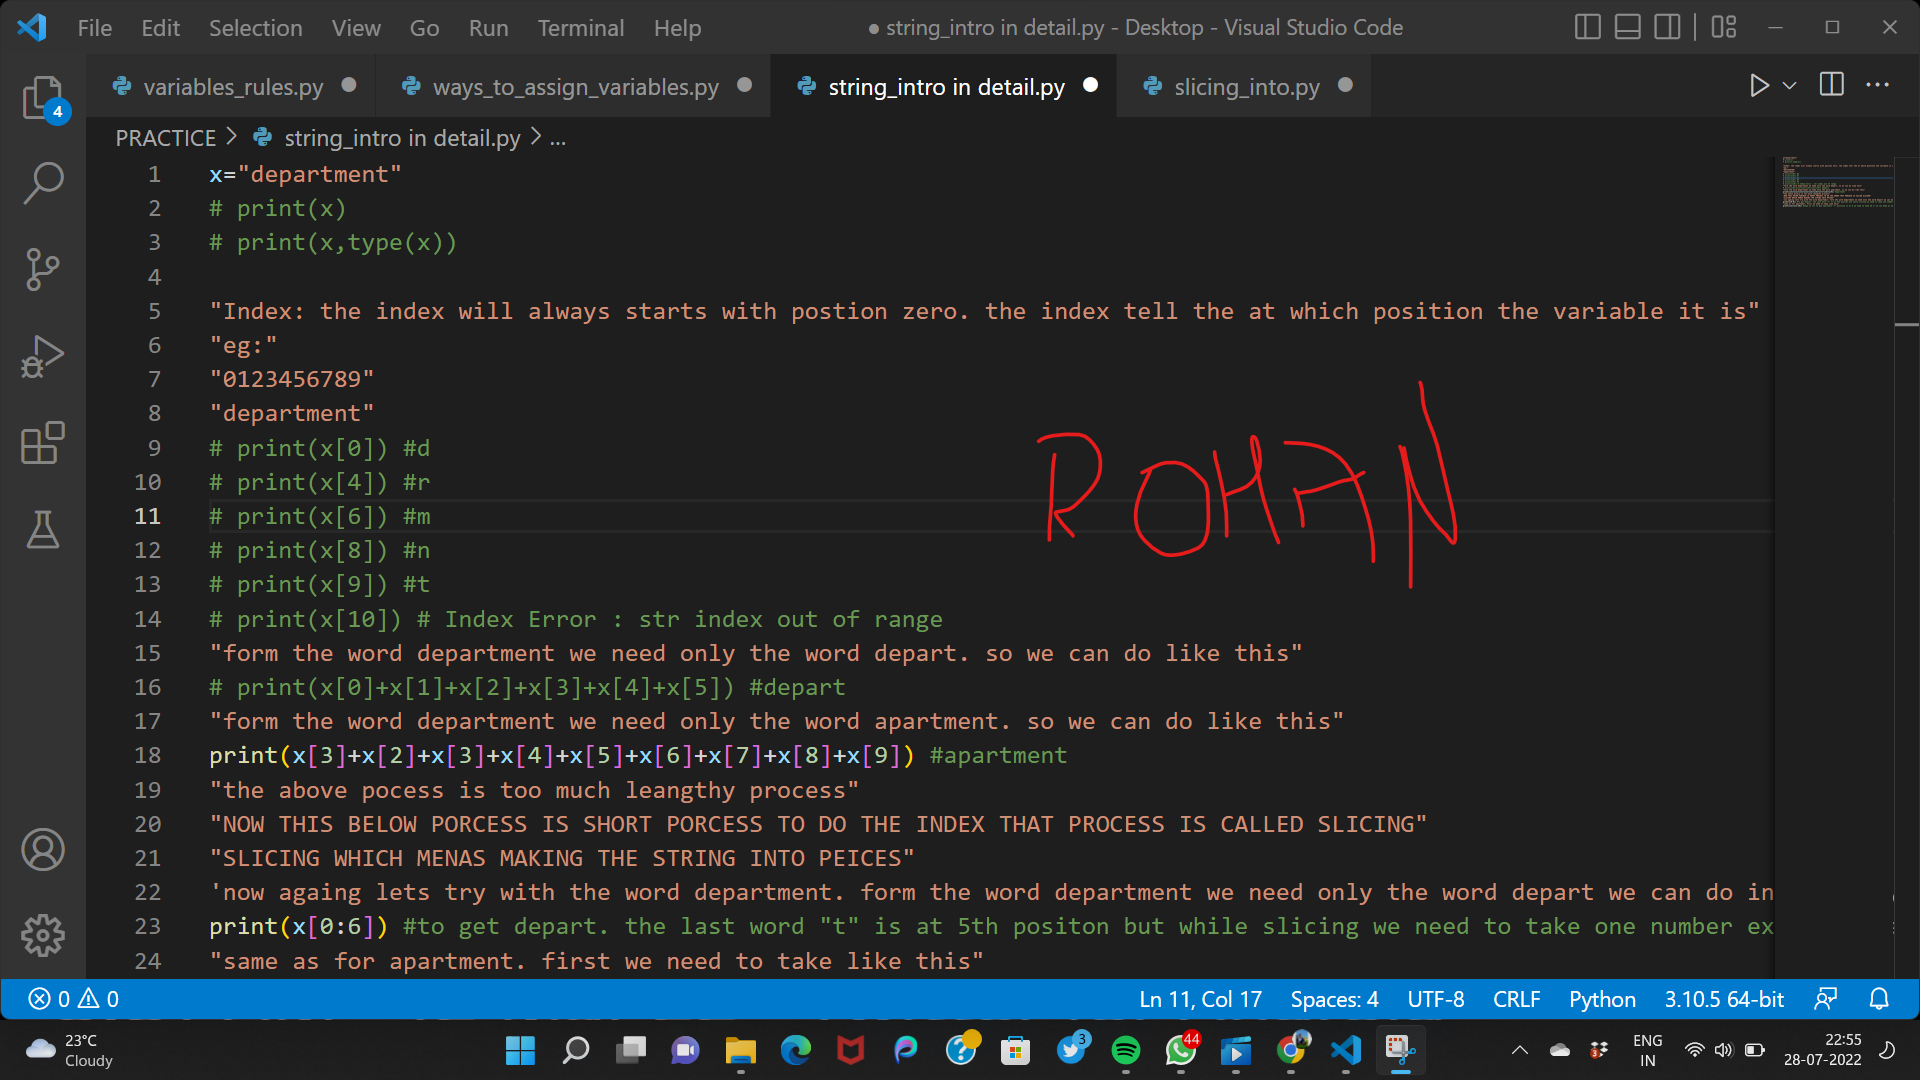 File Edit Selection View Go Run Terminal Help ● string_intro in detail.py - Desktop - Visual Studio Code
variables_rules.py ● ways_to_assign_variables.py ● string_intro in detail.py ● slicing_into.py ●
4
PRACTICE > string_intro in detail.py > ...
1 x="department"
2 # print(x)
3 # print(x,type(x))
4
5 "Index: the index will always starts with postion zero. the index tell the at which position the variable it is"
6 "eg:"
7 "0123456789"
8 "department"
9 # print(x[0]) #d
10 # print(x[4]) #r
11 # print(x[6]) #m
12 # print(x[8]) #n
13 # print(x[9]) #t
ROHAN
14 # print(x[10]) # Index Error : str index out of range
15 "form the word department we need only the word depart. so we can do like this"
16 # print(x[0]+x[1]+x[2]+x[3]+x[4]+x[5]) #depart
17 "form the word department we need only the word apartment. so we can do like this"
18 print(x[3]+x[2]+x[3]+x[4]+x[5]+x[6]+x[7]+x[8]+x[9]) #apartment
19 "the above pocess is too much leangthy process"
20 "NOW THIS BELOW PORCESS IS SHORT PORCESS TO DO THE INDEX THAT PROCESS IS CALLED SLICING"
21 "SLICING WHICH MENAS MAKING THE STRING INTO PEICES"
22 'now againg lets try with the word department. form the word department we need only the word depart we can do in
23 print(x[0:6]) #to get depart. the last word "t" is at 5th positon but while slicing we need to take one number ex
24 "same as for apartment. first we need to take like this"
0 0 Ln 11, Col 17 Spaces: 4 UTF-8 CRLF Python 3.10.5 64-bit
23°C
Cloudy
3 44 3
ENG
IN
22:55
28-07-2022